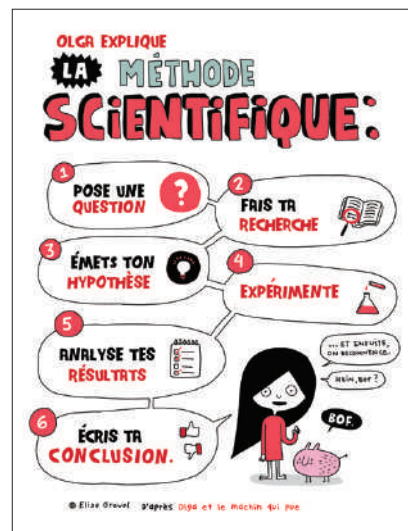 OLGA EXPLIQUE
LA MÉTHODE
SCIENTIFIQUE:
1
POSE UNE
QUESTION
?
2
FAIS TA
RECHERCHE
3
ÉMETS TON
HYPOTHÈSE
4
EXPÉRIMENTE
5
ANALYSE TES
RÉSULTATS
6
ÉCRIS TA
CONCLUSION.
... ET ENSUITE,
ON RECOMMENCE.
HEIN, BOF ?
BOF.
© Elise Gravel D'après Olga et le machin qui pue